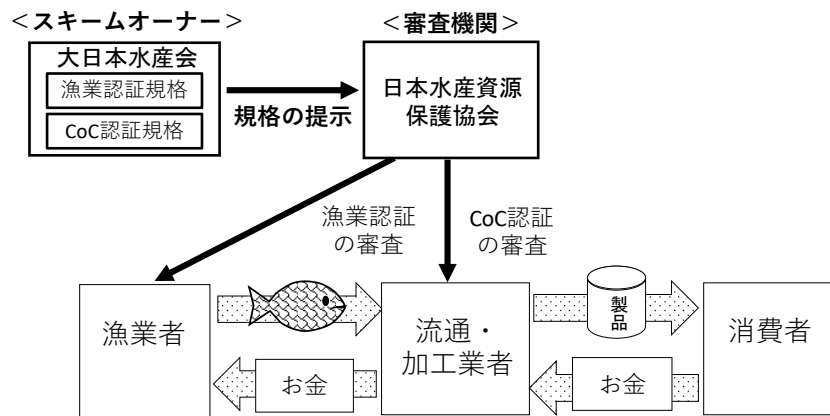 ＜スキームオーナー＞
大日本水産会
漁業認証規格
CoC認証規格
規格の提示
＜審査機関＞
日本水産資源
保護協会
漁業認証
の審査
CoC認証
の審査
漁業者
流通・
加工業者
製品
消費者
お金
お金